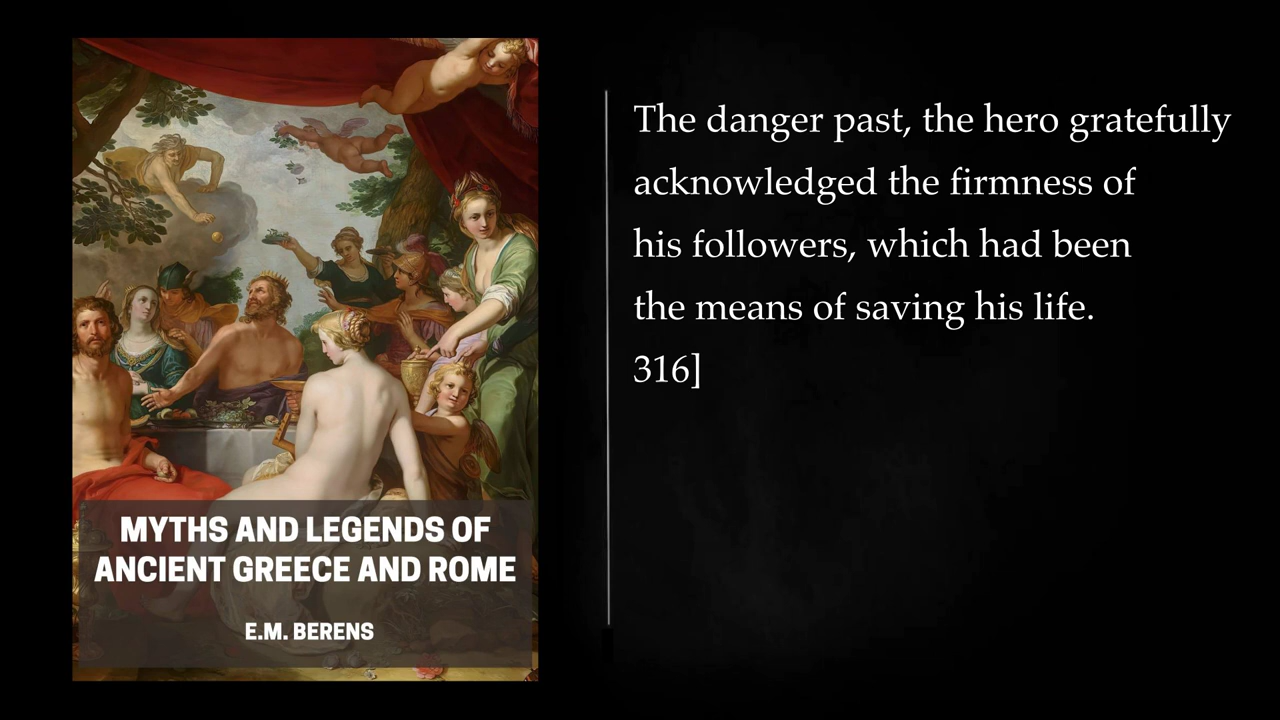 MYTHS AND LEGENDS OF
ANCIENT GREECE AND ROME
E.M. BERENS
The danger past, the hero gratefully
acknowledged the firmness of
his followers, which had been
the means of saving his life.
316]